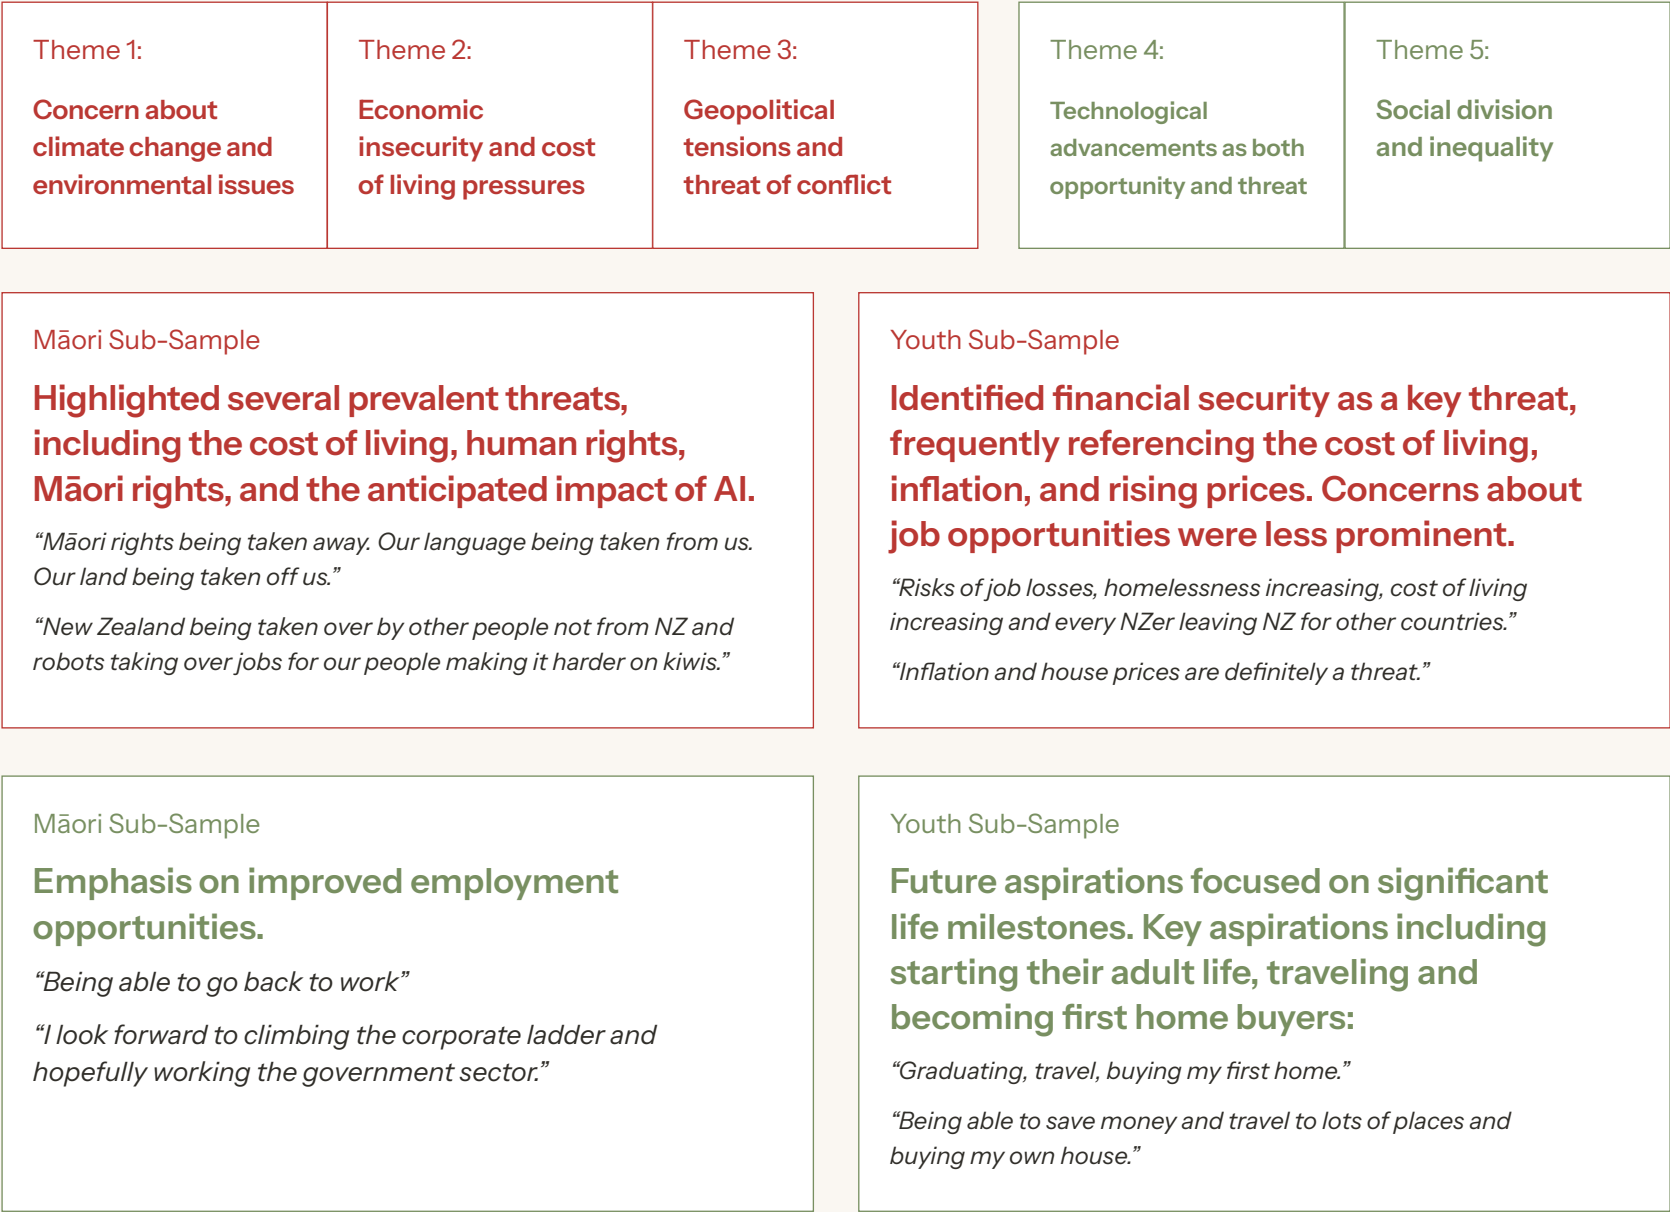 Theme 1:
Concern about
climate change and
environmental issues
Theme 2:
Economic
insecurity and cost
of living pressures
Theme 3:
Geopolitical
tensions and
threat of conflict
Theme 4:
Technological
advancements as both
opportunity and threat
Theme 5:
Social division
and inequality
Māori Sub-Sample
Highlighted several prevalent threats,
including the cost of living, human rights,
Māori rights, and the anticipated impact of AI.
“Māori rights being taken away. Our language being taken from us.
Our land being taken off us.”
“New Zealand being taken over by other people not from NZ and
robots taking over jobs for our people making it harder on kiwis.”
Youth Sub-Sample
Identified financial security as a key threat,
frequently referencing the cost of living,
inflation, and rising prices. Concerns about
job opportunities were less prominent.
“Risks of job losses, homelessness increasing, cost of living
increasing and every NZer leaving NZ for other countries.”
“Inflation and house prices are definitely a threat.”
Māori Sub-Sample
Emphasis on improved employment
opportunities.
“Being able to go back to work”
“I look forward to climbing the corporate ladder and
hopefully working the government sector.”
Youth Sub-Sample
Future aspirations focused on significant
life milestones. Key aspirations including
starting their adult life, traveling and
becoming first home buyers:
“Graduating, travel, buying my first home.”
“Being able to save money and travel to lots of places and
buying my own house.”